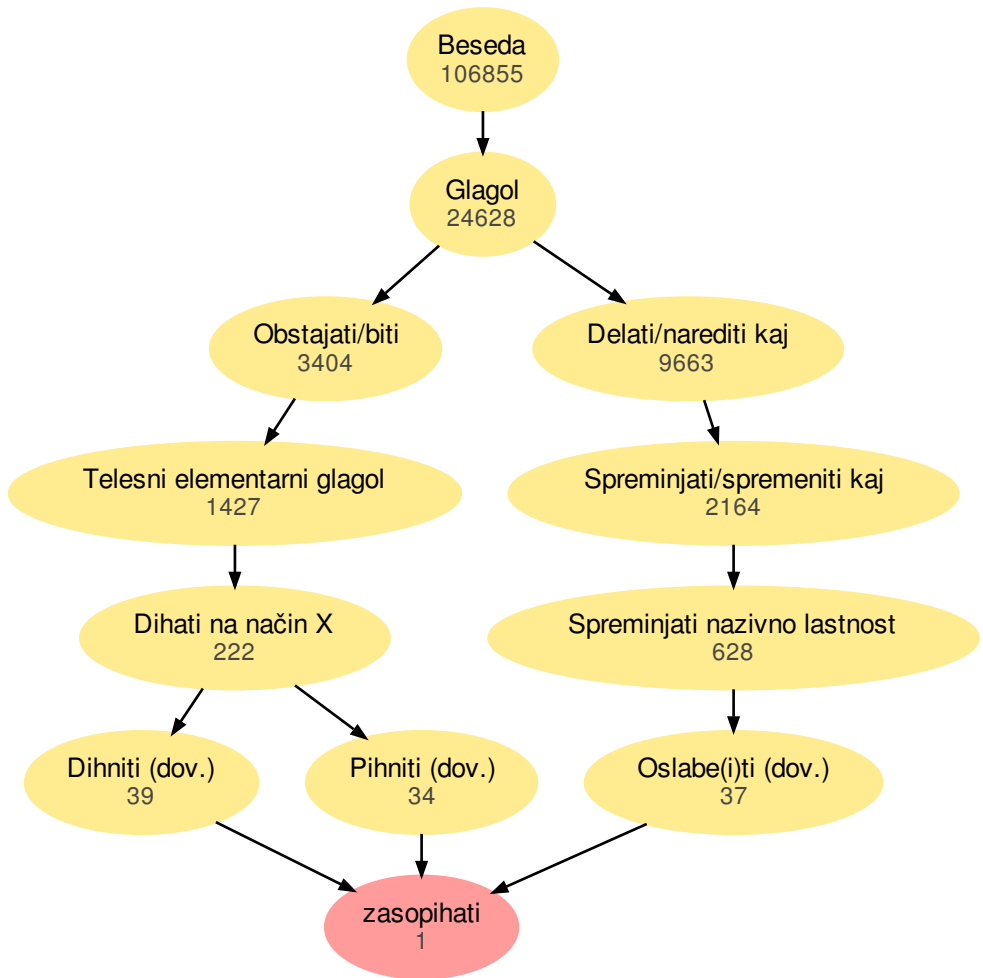 Beseda
106855
Glagol
24628
Obstajati/biti
3404
Delati/narediti kaj
9663
Telesni elementarni glagol
1427
Spreminjati/spremeniti kaj
2164
Dihati na način X
222
Spreminjati nazivno lastnost
628
Dihniti (dov.)
39
Pihniti (dov.)
34
Oslabe(i)ti (dov.)
37
zasopihati
1